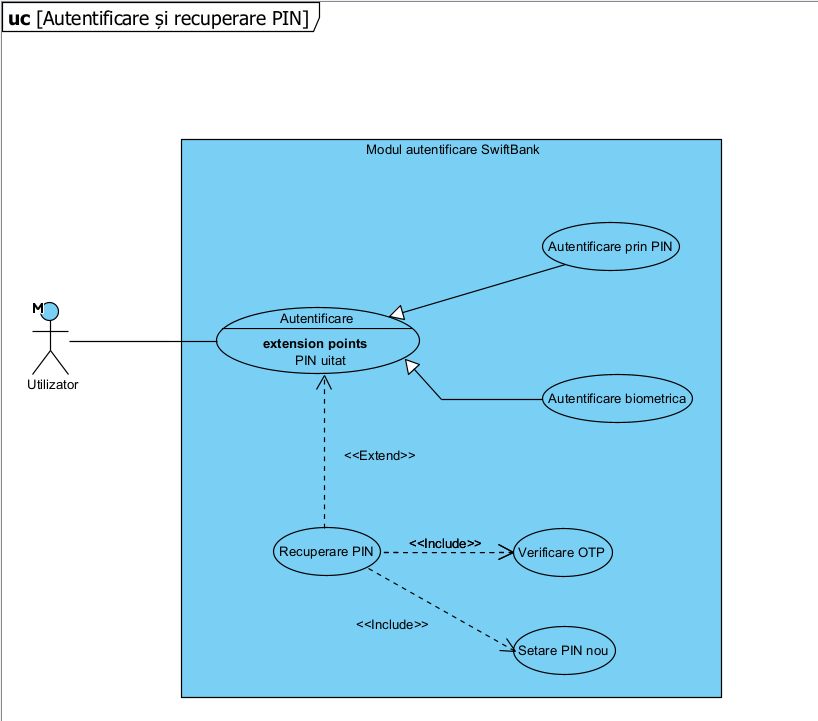 uc [Autentificare și recuperare PIN]
Modul autentificare SwiftBank
Autentificare prin PIN
Autentificare
extension points
PIN uitat
M
Utilizator
Autentificare biometrica
<<Extend>>
<<Include>>
Recuperare PIN
Verificare OTP
<<Include>>
Setare PIN nou